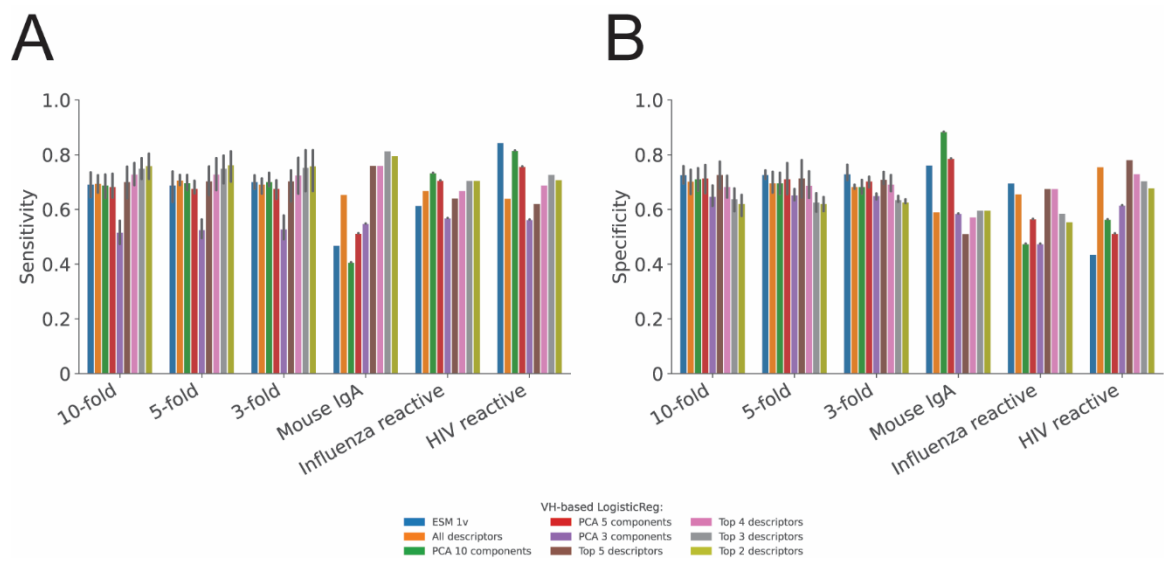 A
B
Sensitivity
1.0
0.8
0.6
0.4
0.2
0
10-fold
5-fold
3-fold
Mouse IgA
Influenza reactive
HIV reactive
Specificity
1.0
0.8
0.6
0.4
0.2
0
10-fold
5-fold
3-fold
Mouse IgA
Influenza reactive
HIV reactive
VH-based LogisticReg:
ESM 1v
All descriptors
PCA 10 components
PCA 5 components
PCA 3 components
Top 5 descriptors
Top 4 descriptors
Top 3 descriptors
Top 2 descriptors